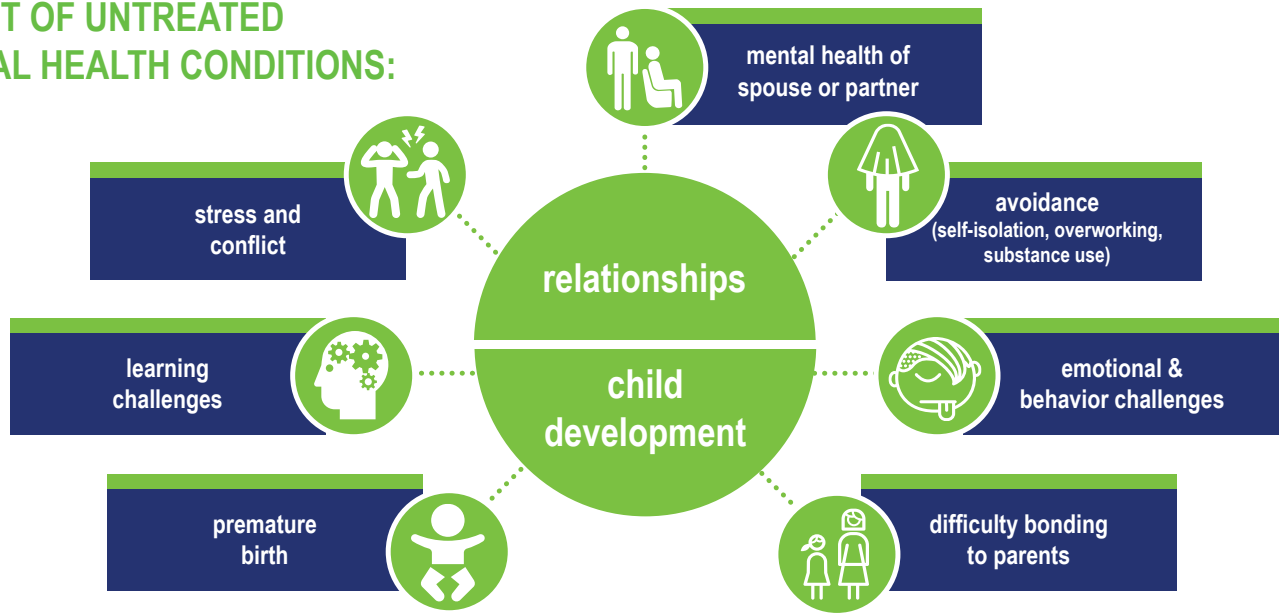 T OF UNTREATED
AL HEALTH CONDITIONS:
mental health of
spouse or partner
stress and
conflict
avoidance
(self-isolation, overworking,
substance use)
relationships
learning
challenges
child
development
emotional &
behavior challenges
premature
birth
difficulty bonding
to parents